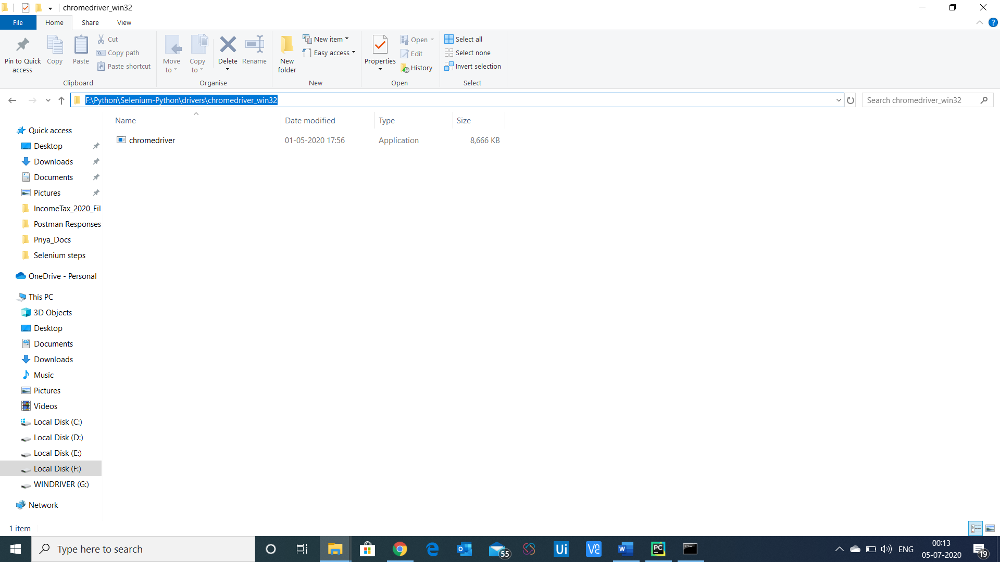 chromedriver_win32
File
Home
Share
View
Pin to Quick access
Copy
Paste
Cut
Copy path
Paste shortcut
Clipboard
Move to
Copy to
Delete
Rename
Organise
New folder
New item
Easy access
New
Properties
Open
Edit
History
Open
Select all
Select none
Invert selection
Select
F:\Python\Selenium-Python\drivers\chromedriver_win32
Search chromedriver_win32
Name
Date modified
Type
Size
chromedriver
01-05-2020 17:56
Application
8,666 KB
Quick access
Desktop
Downloads
Documents
Pictures
IncomeTax_2020_Fil
Postman Responses
Priya_Docs
Selenium steps
OneDrive - Personal
This PC
3D Objects
Desktop
Documents
Downloads
Music
Pictures
Videos
Local Disk (C:)
Local Disk (D:)
Local Disk (E:)
Local Disk (F:)
WINDRIVER (G:)
Network
1 item
Type here to search
55
Ui
PC
ENG
00:13
05-07-2020
19